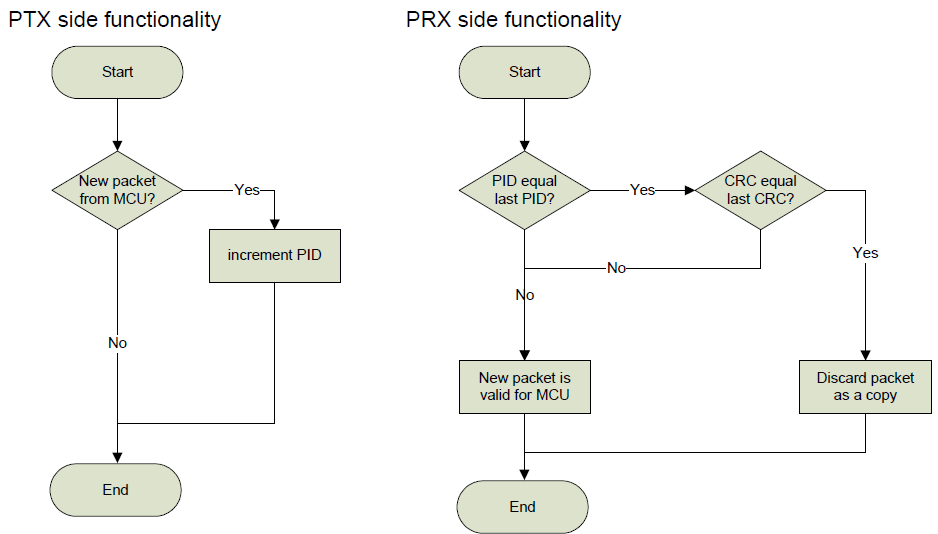 PTX side functionality
Start
New packet
from MCU?
Yes
increment PID
No
End
PRX side functionality
Start
PID equal
last PID?
Yes
CRC equal
last CRC?
Yes
No
No
New packet is
valid for MCU
Discard packet
as a copy
End